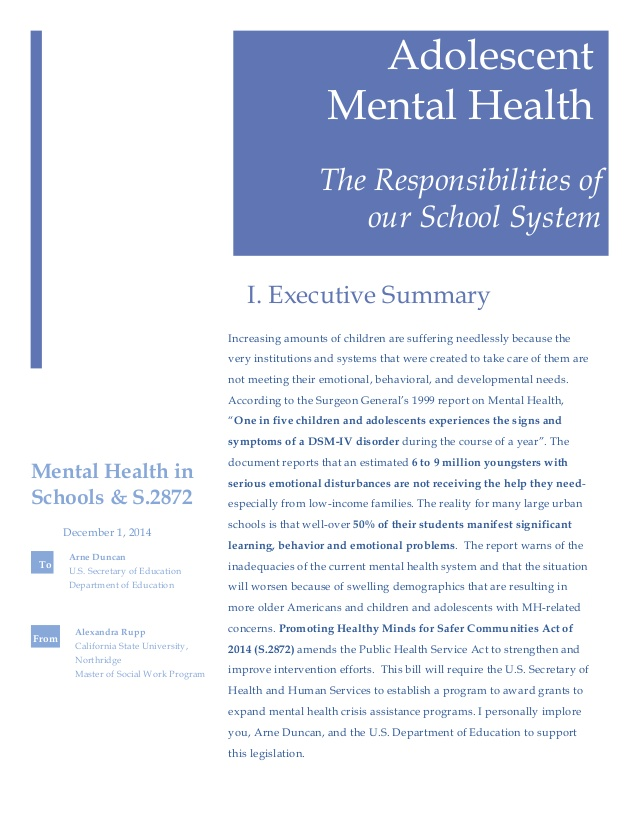 Adolescent
Mental Health
The Responsibilities of
our School System
I. Executive Summary
Increasing amounts of children are suffering needlessly because the
very institutions and systems that were created to take care of them are
not meeting their emotional, behavioral, and developmental needs.
According to the Surgeon General's 1999 report on Mental Health,
"One in five children and adolescents experiences the signs and
symptoms of a DSM-IV disorder during the course of a year". The
document reports that an estimated 6 to 9 million youngsters with
serious emotional disturbances are not receiving the help they need-
especially from low-income families. The reality for many large urban
schools is that well-over 50% of their students manifest significant
learning, behavior and emotional problems. The report warns of the
inadequacies of the current mental health system and that the situation
will worsen because of swelling demographics that are resulting in
more older Americans and children and adolescents with MH-related
concerns. Promoting Healthy Minds for Safer Communities Act of
2014 (S.2872) amends the Public Health Service Act to strengthen and
improve intervention efforts. This bill will require the U.S. Secretary of
Health and Human Services to establish a program to award grants to
expand mental health crisis assistance programs. I personally implore
you, Arne Duncan, and the U.S. Department of Education to support
this legislation.
Mental Health in
Schools & S.2872
December 1, 2014
To
Arne Duncan
U.S. Secretary of Education
Department of Education
From
Alexandra Rupp
California State University,
Northridge
Master of Social Work Program